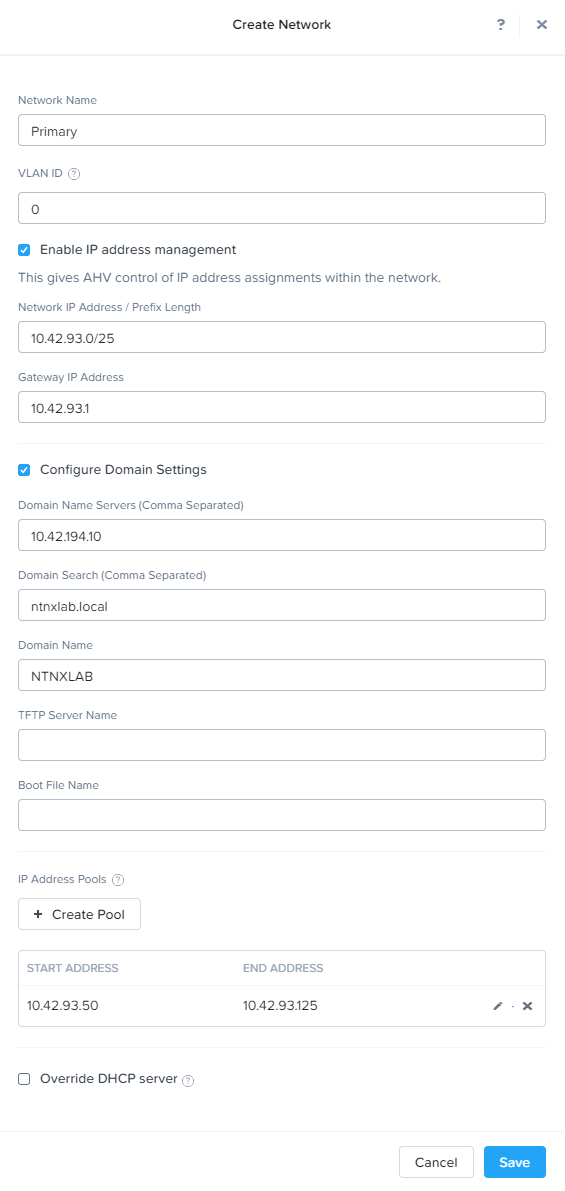 Create Network
?
Network Name
Primary
VLAN ID ?
0
Enable IP address management
This gives AHV control of IP address assignments within the network.
Network IP Address / Prefix Length
10.42.93.0/25
Gateway IP Address
10.42.93.1
Configure Domain Settings
Domain Name Servers (Comma Separated)
10.42.194.10
Domain Search (Comma Separated)
ntnxlab.local
Domain Name
NTNXLAB
TFTP Server Name
Boot File Name
IP Address Pools ?
+ Create Pool
START ADDRESS END ADDRESS
10.42.93.50 10.42.93.125
Override DHCP server ?
Cancel Save